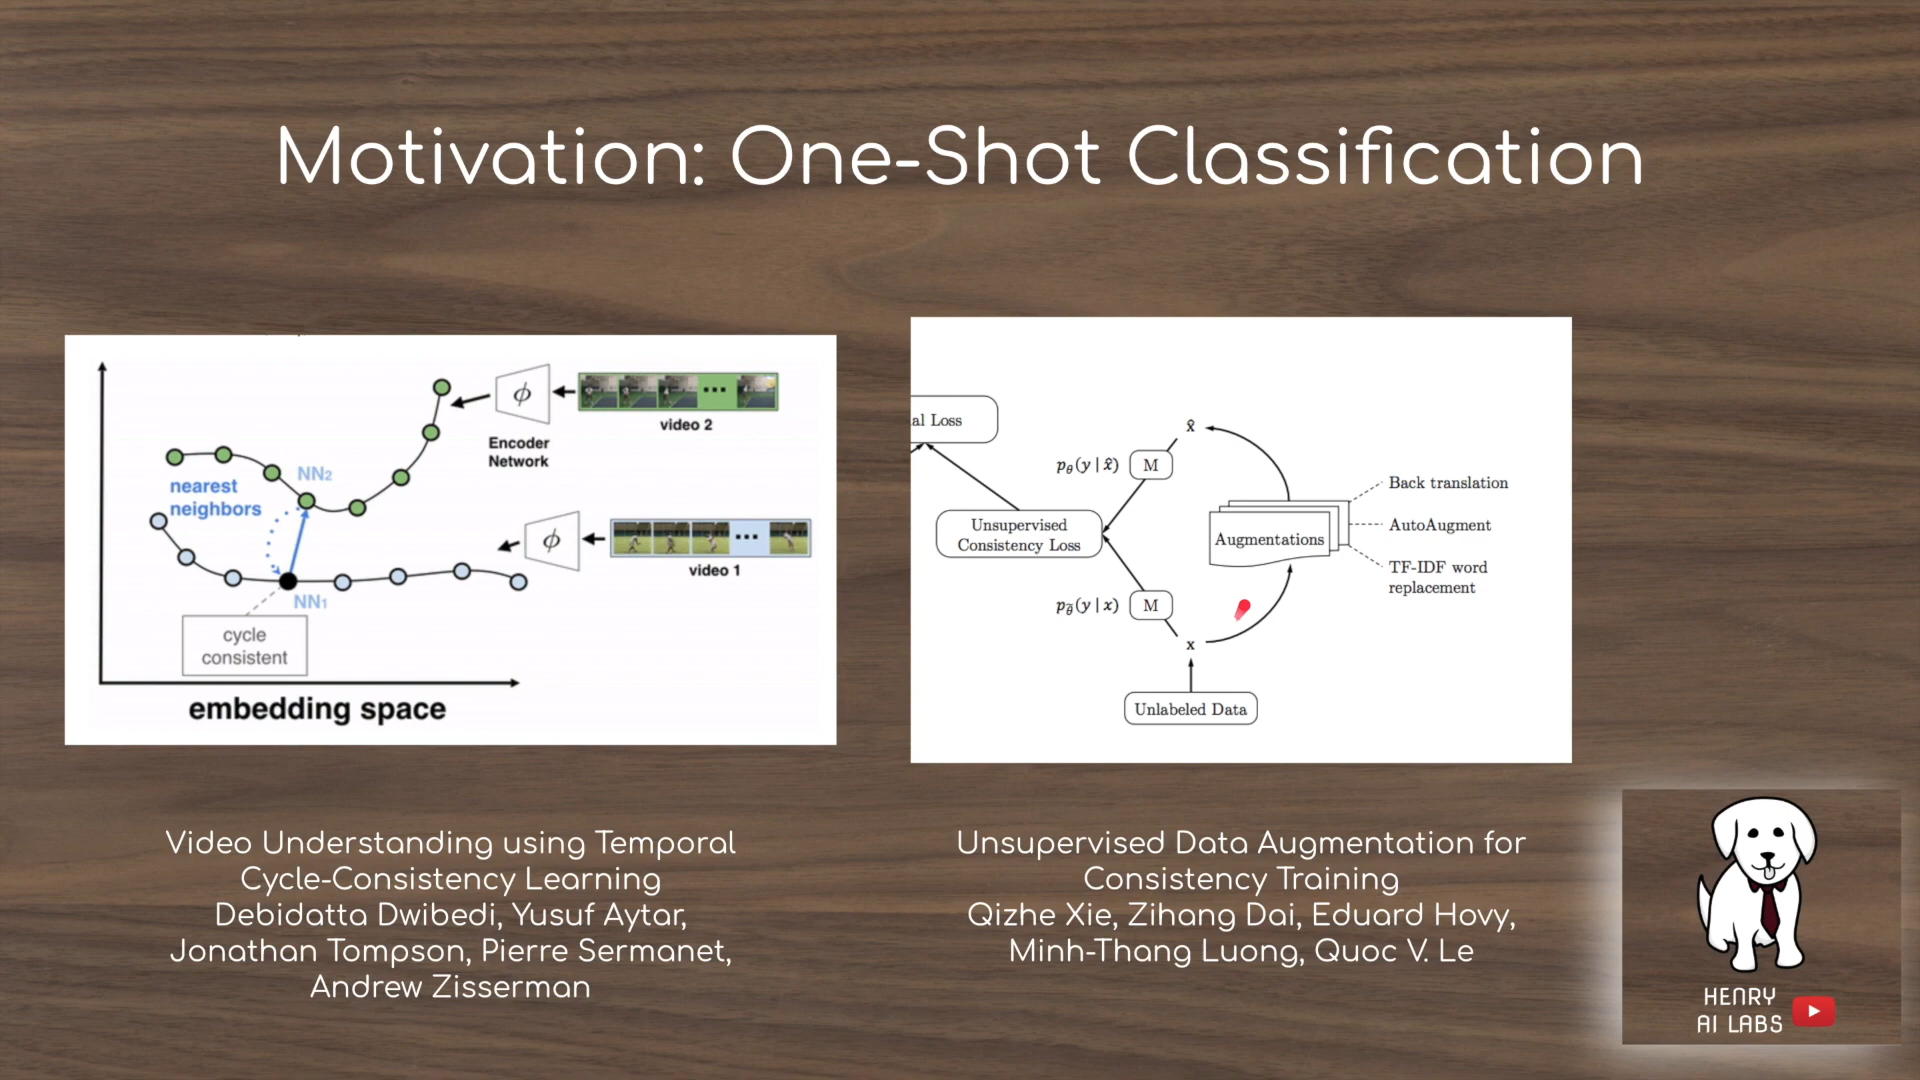 Motivation: One-Shot Classification
ϕ
video 2
Encoder
Network
NN₂
nearest
neighbors
ϕ
video 1
NN₁
cycle
consistent
embedding space
al Loss
x̂
pθ(y | x̂)
M
Unsupervised
Consistency Loss
Augmentations
Back translation
AutoAugment
TF-IDF word
replacement
pθ̃(y | x)
M
x
Unlabeled Data
Video Understanding using Temporal
Cycle-Consistency Learning
Debidatta Dwibedi, Yusuf Aytar,
Jonathan Tompson, Pierre Sermanet,
Andrew Zisserman
Unsupervised Data Augmentation for
Consistency Training
Qizhe Xie, Zihang Dai, Eduard Hovy,
Minh-Thang Luong, Quoc V. Le
HENRY
AI LABS